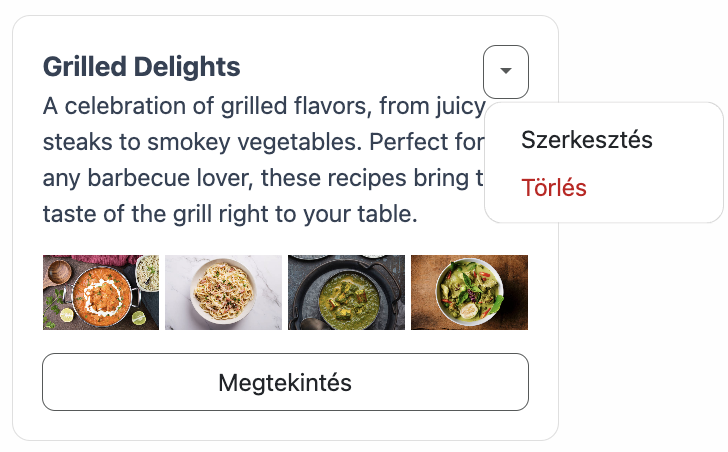 Grilled Delights
A celebration of grilled flavors, from juicy
steaks to smokey vegetables. Perfect for
any barbecue lover, these recipes bring t
taste of the grill right to your table.
Szerkesztés
Törlés
Megtekintés